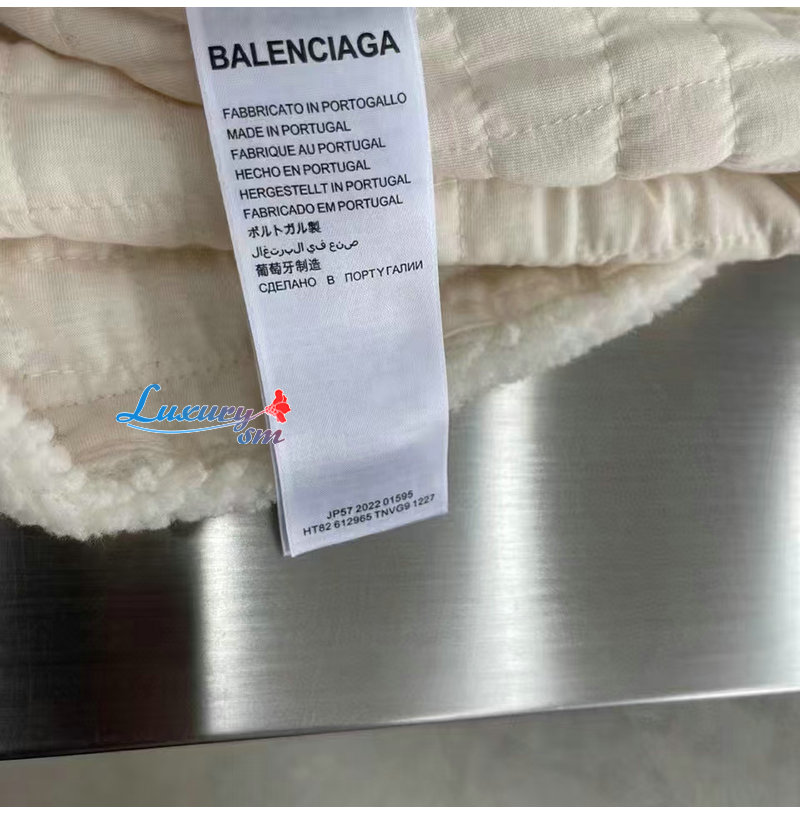 BALENCIAGA
FABBRICATO IN PORTOGALLO
MADE IN PORTUGAL
FABRIQUE AU PORTUGAL
HECHO EN PORTUGAL
HERGESTELLT IN PORTUGAL
FABRICADO EM PORTUGAL
ポルトガル製
صنع في البرتغال
葡萄牙制造
СДЕЛАНО В ПОРТУГАЛИИ
Luxury
sm
JP57 2022 01595
HT82 612965 TNVG9 1227